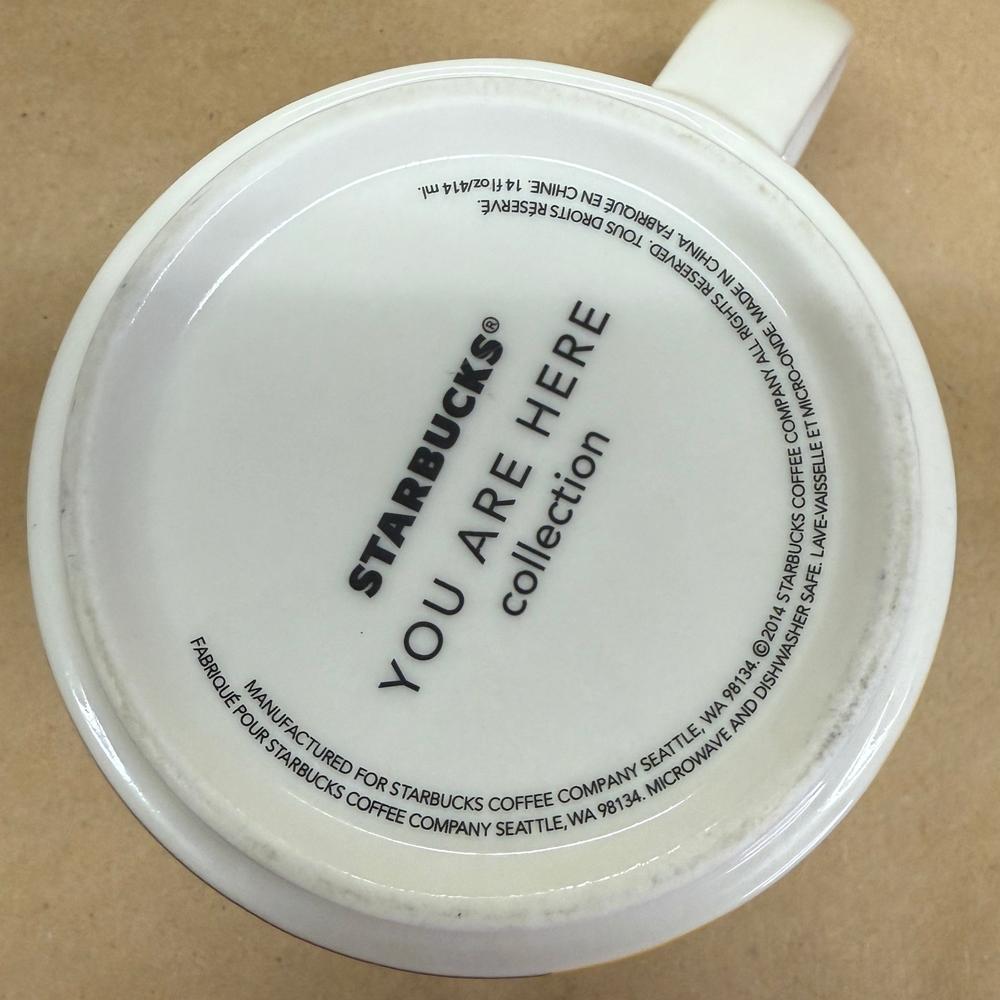 STARBUCKS®
YOU ARE HERE
collection
MANUFACTURED FOR STARBUCKS COFFEE COMPANY SEATTLE, WA 98134. ©2014 STARBUCKS COFFEE COMPANY ALL RIGHTS RESERVED. TOUS DROITS RÉSERVÉ.
FABRIQUÉ POUR STARBUCKS COFFEE COMPANY SEATTLE, WA 98134. MICROWAVE AND DISHWASHER SAFE. LAVE-VAISSELLE ET MICRO-ONDE MADE IN CHINA. FABRIQUÉ EN CHINE. 14 fl oz/414 ml.